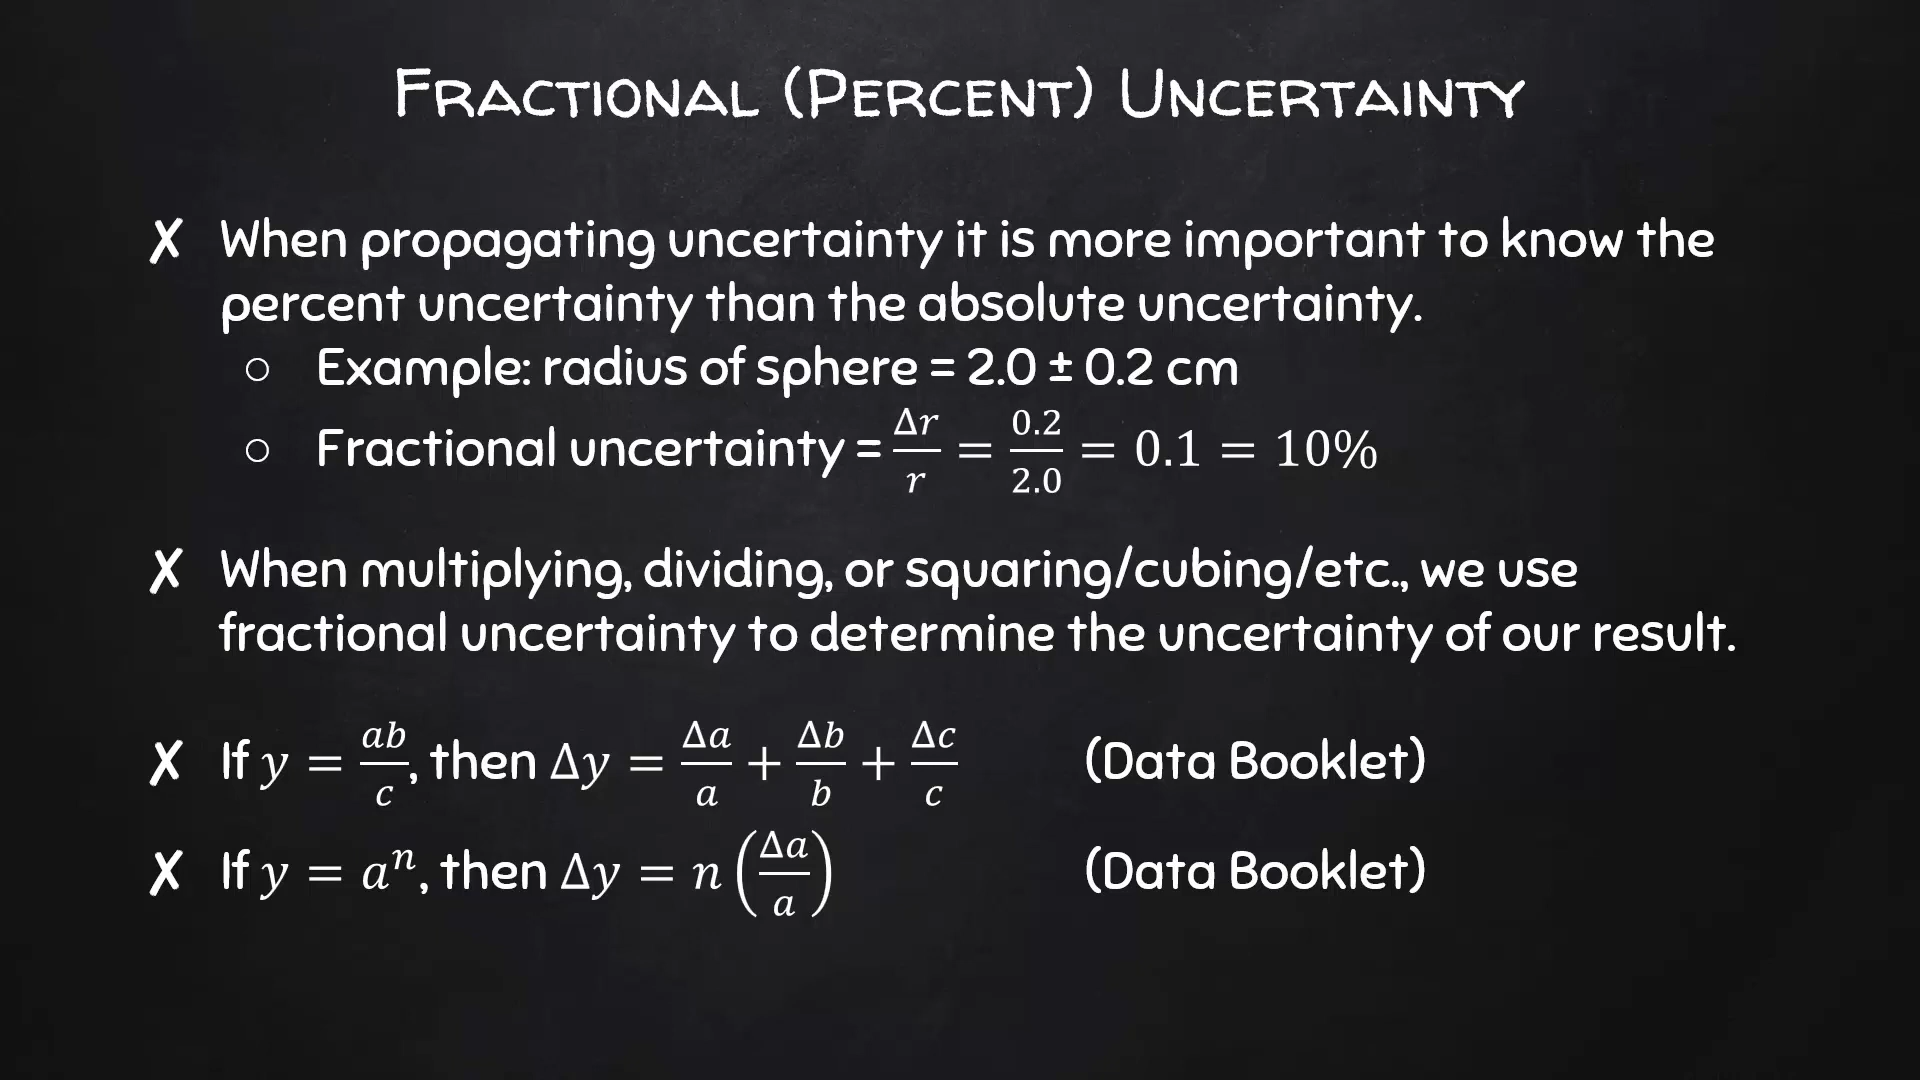 Fractional (Percent) Uncertainty
✗ When propagating uncertainty it is more important to know the
percent uncertainty than the absolute uncertainty.
○ Example: radius of sphere = 2.0 ± 0.2 cm
○ Fractional uncertainty = Δr/r = 0.2/2.0 = 0.1 = 10%
✗ When multiplying, dividing, or squaring/cubing/etc., we use
fractional uncertainty to determine the uncertainty of our result.
✗ If y = ab/c, then Δy = Δa/a + Δb/b + Δc/c (Data Booklet)
✗ If y = aⁿ, then Δy = n(Δa/a) (Data Booklet)